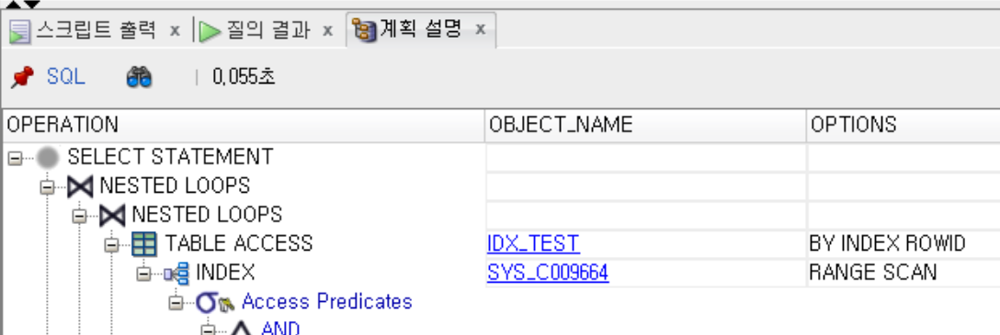 스크립트 출력 x 질의 결과 x 계획 설명 x
SQL | 0,055초
OPERATION OBJECT_NAME OPTIONS
SELECT STATEMENT
NESTED LOOPS
NESTED LOOPS
TABLE ACCESS IDX_TEST BY INDEX ROWID
INDEX SYS_C009664 RANGE SCAN
Access Predicates
AND